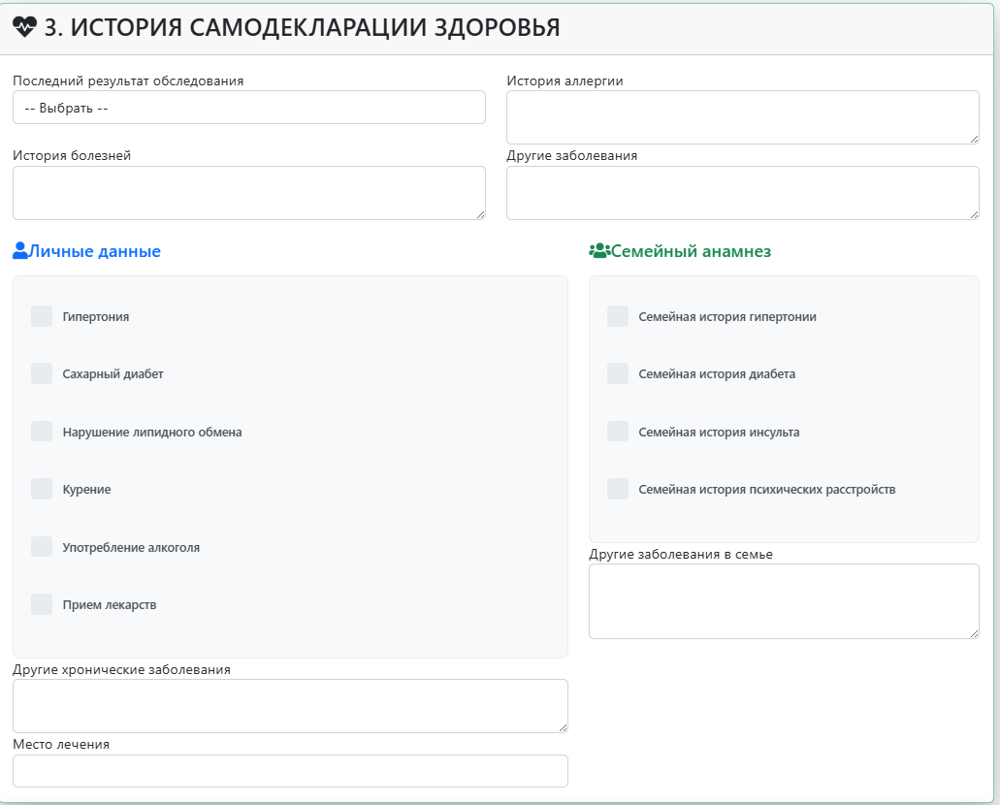 3. ИСТОРИЯ САМОДЕКЛАРАЦИИ ЗДОРОВЬЯ
Последний результат обследования
-- Выбрать --
История аллергии
История болезней
Другие заболевания
Личные данные
Гипертония
Сахарный диабет
Нарушение липидного обмена
Курение
Употребление алкоголя
Прием лекарств
Другие хронические заболевания
Место лечения
Семейный анамнез
Семейная история гипертонии
Семейная история диабета
Семейная история инсульта
Семейная история психических расстройств
Другие заболевания в семье